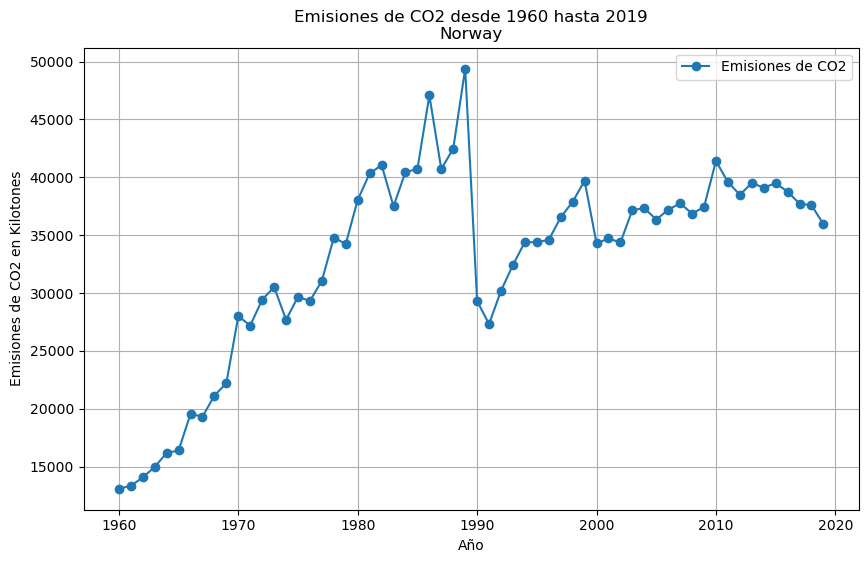 Emisiones de CO2 desde 1960 hasta 2019
Norway
Emisiones de CO2
Emisiones de CO2 en Kilotones
50000
45000
40000
35000
30000
25000
20000
15000
1960 1970 1980 1990 2000 2010 2020
Año